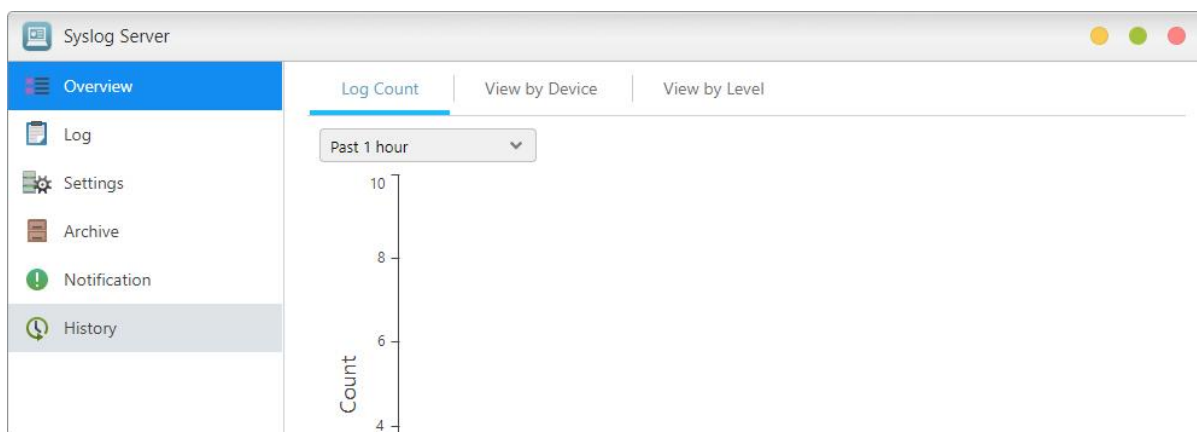 Syslog Server
Overview
Log
Settings
Archive
Notification
History
Log Count
View by Device
View by Level
Past 1 hour
10
8
6
4
Count